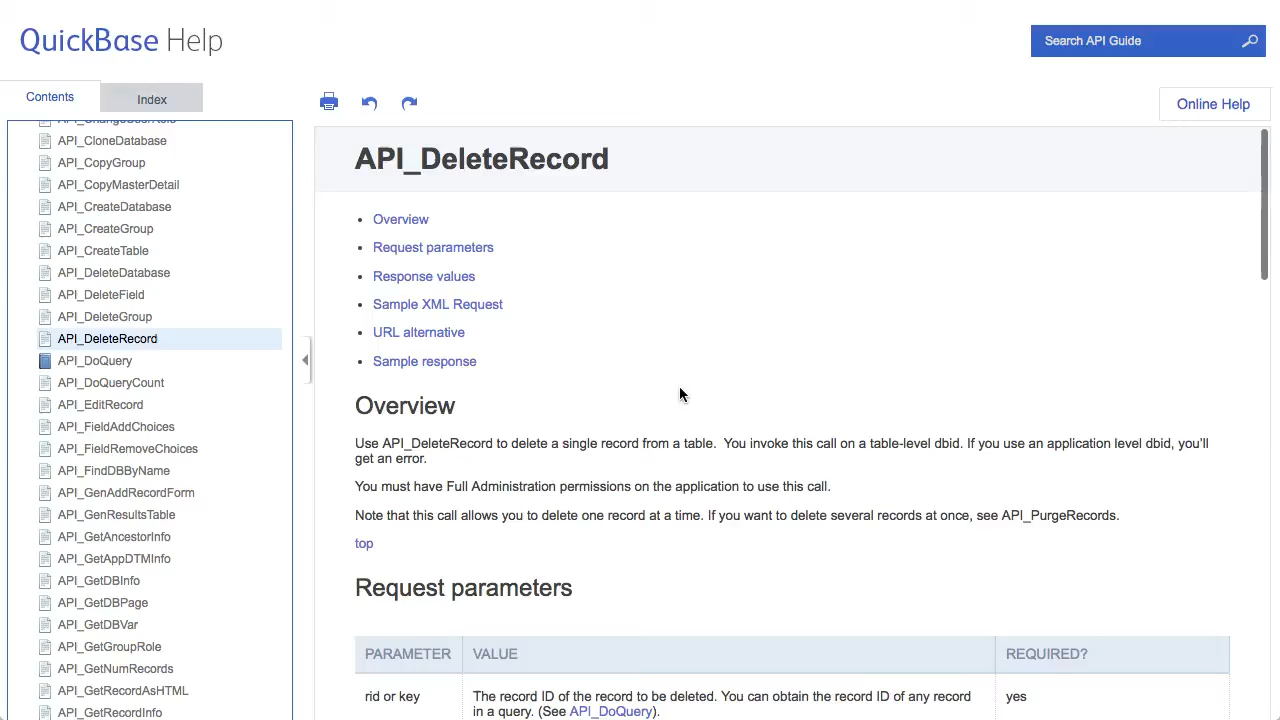 QuickBase Help
Search API Guide
Contents
Index
Online Help
API_CloneDatabase
API_CopyGroup
API_CopyMasterDetail
API_CreateDatabase
API_CreateGroup
API_CreateTable
API_DeleteDatabase
API_DeleteField
API_DeleteGroup
API_DeleteRecord
API_DoQuery
API_DoQueryCount
API_EditRecord
API_FieldAddChoices
API_FieldRemoveChoices
API_FindDBByName
API_GenAddRecordForm
API_GenResultsTable
API_GetAncestorInfo
API_GetAppDTMInfo
API_GetDBInfo
API_GetDBPage
API_GetDBVar
API_GetGroupRole
API_GetNumRecords
API_GetRecordAsHTML
API_GetRecordInfo
API_DeleteRecord
• Overview
• Request parameters
• Response values
• Sample XML Request
• URL alternative
• Sample response
Overview
Use API_DeleteRecord to delete a single record from a table.  You invoke this call on a table-level dbid. If you use an application level dbid, you’ll
get an error.
You must have Full Administration permissions on the application to use this call.
Note that this call allows you to delete one record at a time. If you want to delete several records at once, see API_PurgeRecords.
top
Request parameters
PARAMETER VALUE REQUIRED?
rid or key The record ID of the record to be deleted. You can obtain the record ID of any record yes
in a query. (See API_DoQuery).